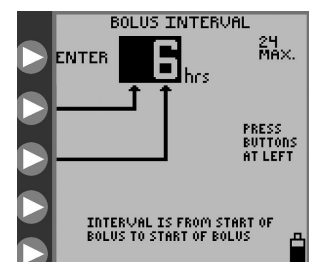 BOLUS INTERVAL
ENTER 6 hrs
24
MAX.
PRESS
BUTTONS
AT LEFT
INTERVAL IS FROM START OF
BOLUS TO START OF BOLUS